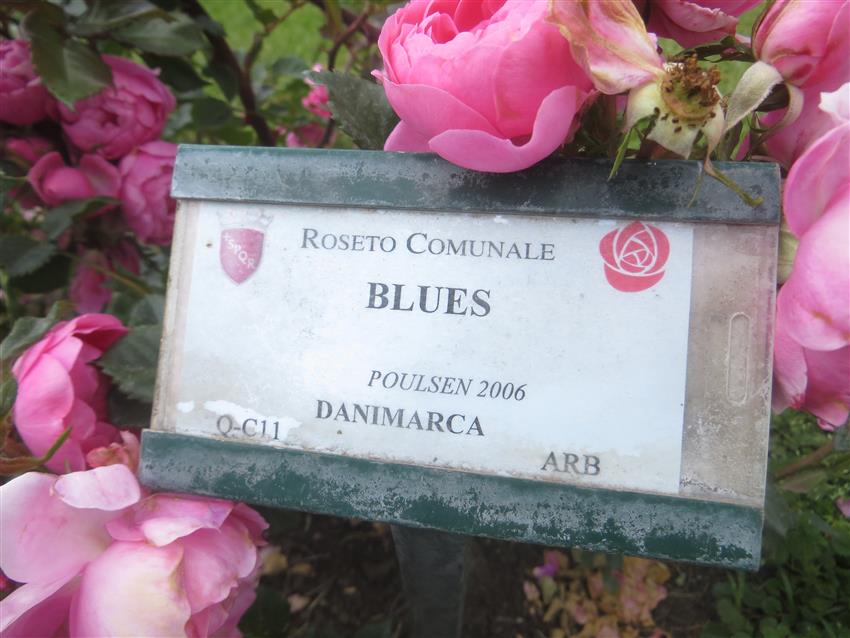 SPQR
ROSETO COMUNALE
BLUES
POULSEN 2006
DANIMARCA
Q-C11
ARB